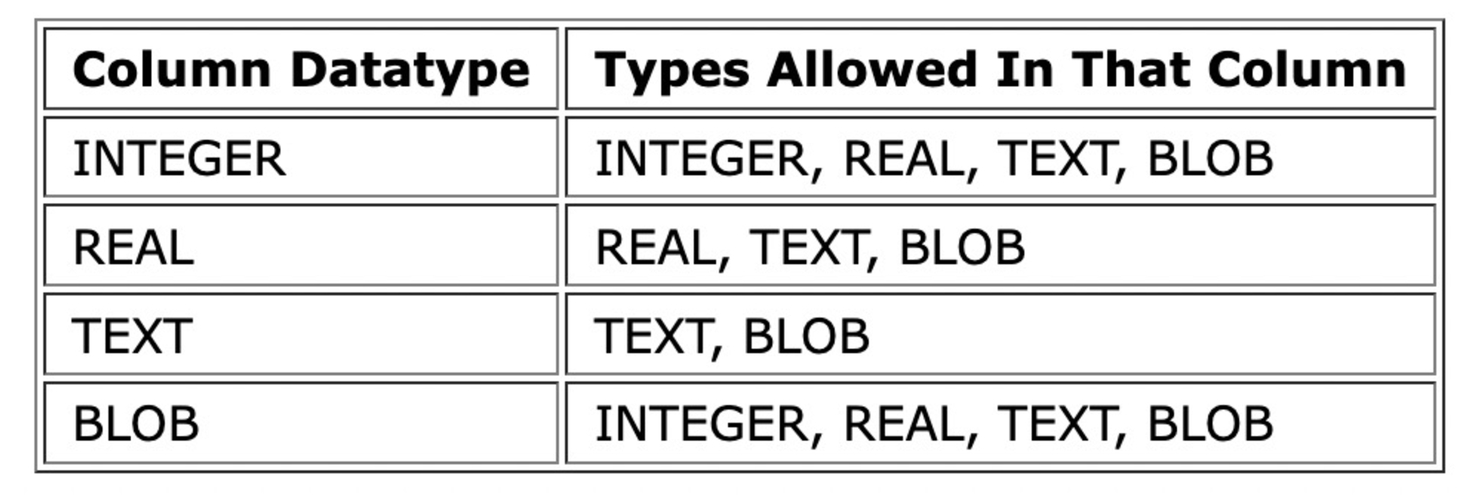 Column Datatype Types Allowed In That Column
INTEGER INTEGER, REAL, TEXT, BLOB
REAL REAL, TEXT, BLOB
TEXT TEXT, BLOB
BLOB INTEGER, REAL, TEXT, BLOB